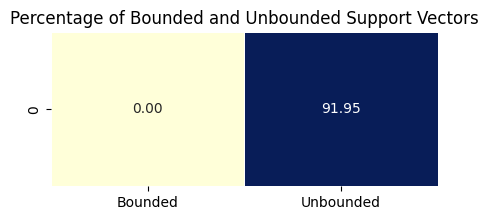 Percentage of Bounded and Unbounded Support Vectors
0
0.00 91.95
Bounded Unbounded